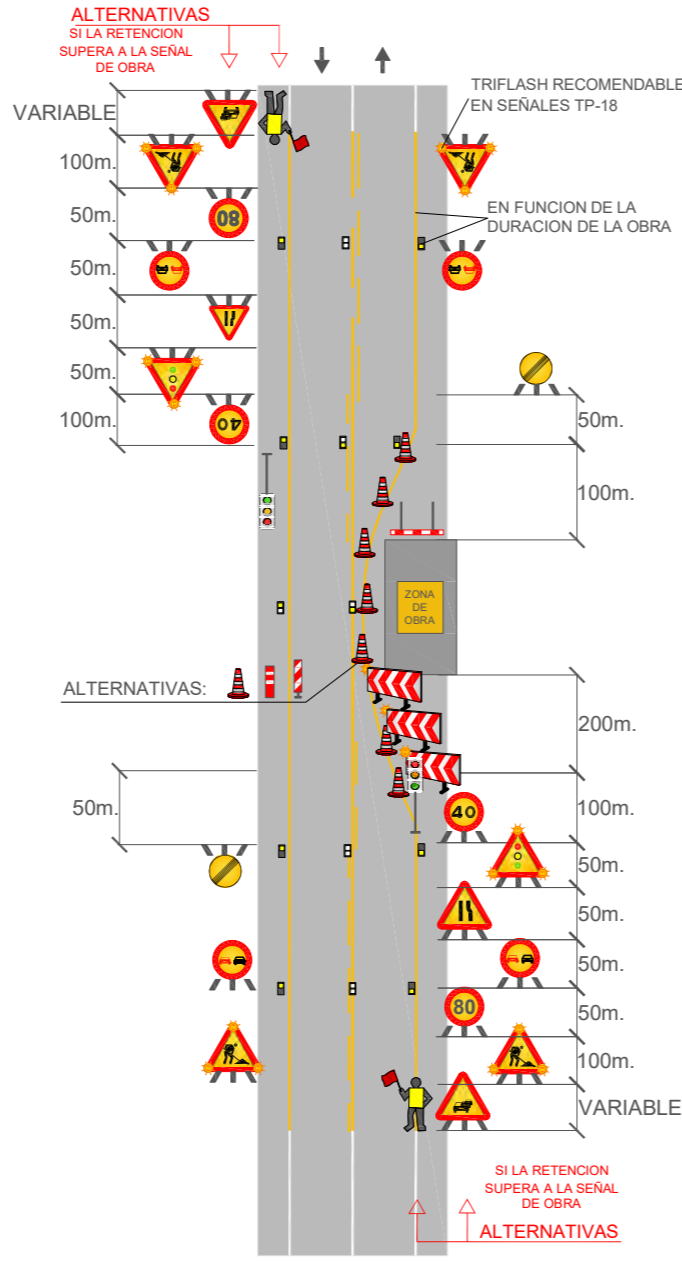 ALTERNATIVAS
SI LA RETENCION
SUPERA A LA SEÑAL
DE OBRA
TRIFLASH RECOMENDABLE
EN SEÑALES TP-18
VARIABLE
100m.
50m.
80
EN FUNCION DE LA
DURACION DE LA OBRA
50m.
50m.
50m.
100m.
40
50m.
100m.
ZONA
DE
OBRA
ALTERNATIVAS:
200m.
50m.
100m.
40
50m.
50m.
50m.
80
50m.
100m.
VARIABLE
SI LA RETENCION
SUPERA A LA SEÑAL
DE OBRA
ALTERNATIVAS